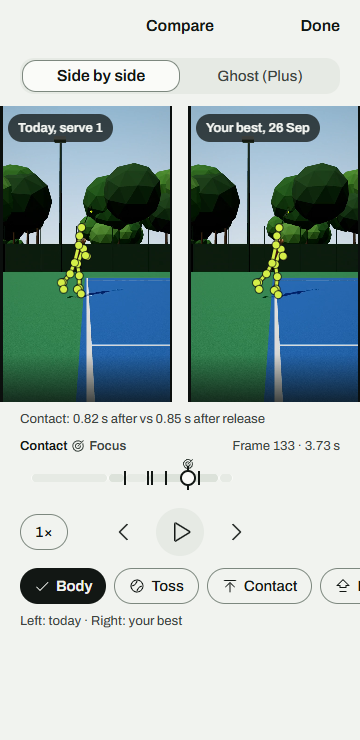 Compare
Done
Side by side
Ghost (Plus)
Today, serve 1
Your best, 26 Sep
Contact: 0.82 s after vs 0.85 s after release
Contact Focus
Frame 133 · 3.73 s
1×
Body
Toss
Contact
Left: today · Right: your best